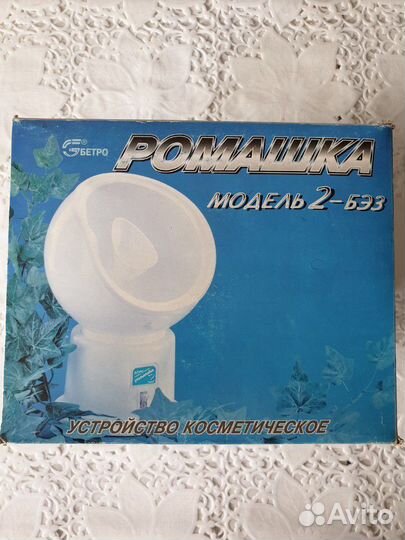 БЕТРО
РОМАШКА
МОДЕЛЬ 2-БЭЗ
УСТРОЙСТВО КОСМЕТИЧЕСКОЕ
Avito